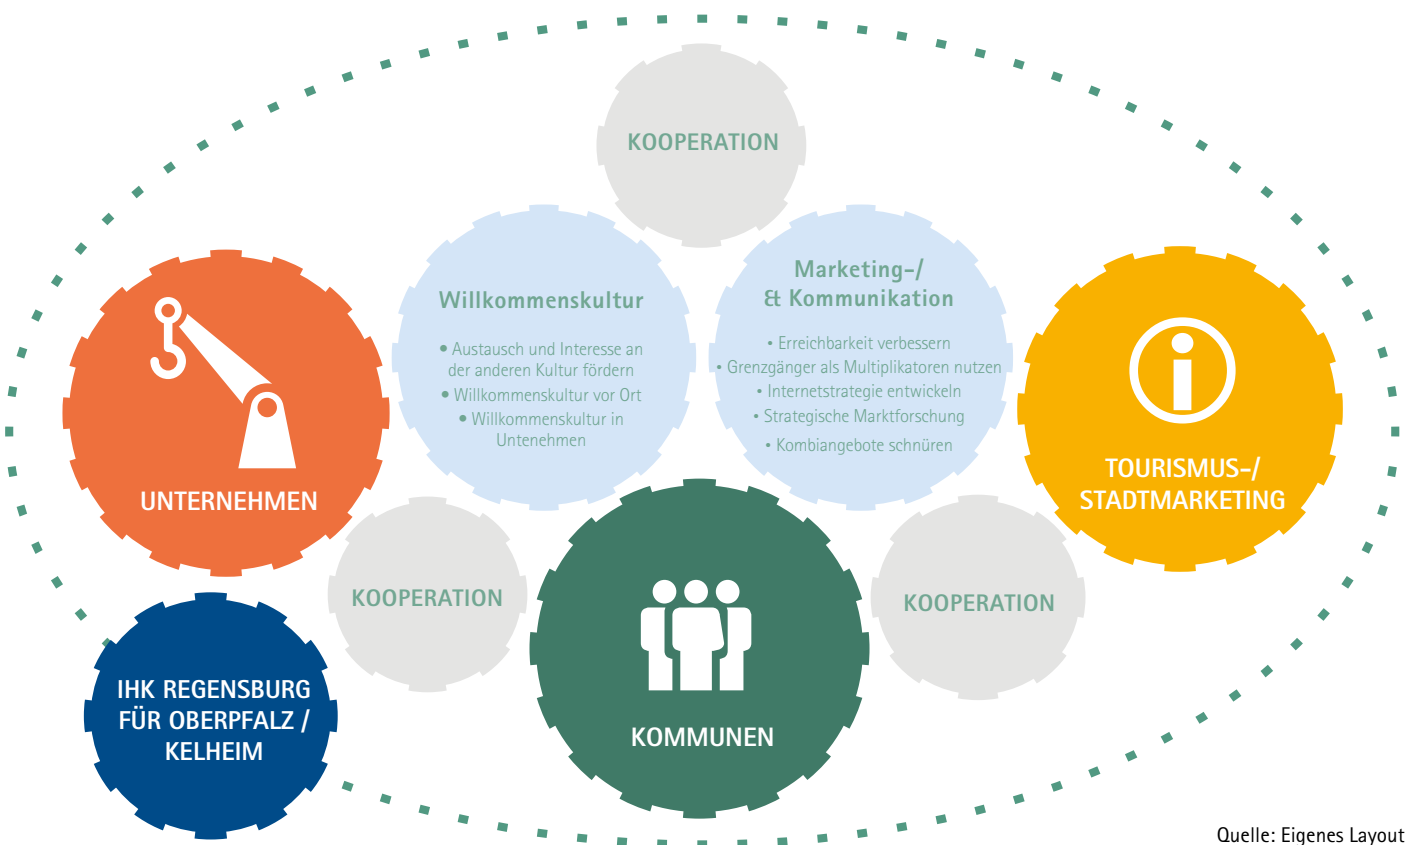 KOOPERATION
Willkommenskultur
• Austausch und Interesse an
der anderen Kultur fördern
• Willkommenskultur vor Ort
• Willkommenskultur in
Untenehmen
Marketing-/
& Kommunikation
• Erreichbarkeit verbessern
• Grenzgänger als Multiplikatoren nutzen
• Internetstrategie entwickeln
• Strategische Marktforschung
• Kombiangebote schnüren
UNTERNEHMEN
TOURISMUS-/
STADTMARKETING
KOOPERATION
KOOPERATION
IHK REGENSBURG
FÜR OBERPFALZ /
KELHEIM
KOMMUNEN
Quelle: Eigenes Layout